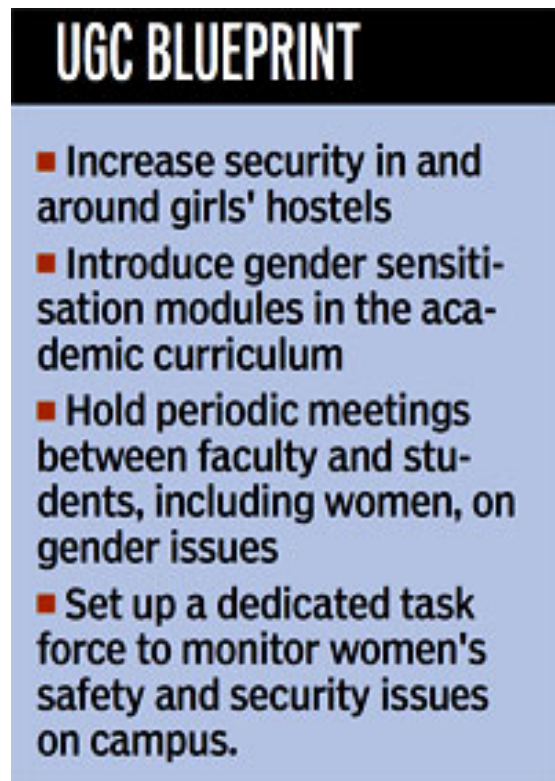 UGC BLUEPRINT
■ Increase security in and
around girls' hostels
■ Introduce gender sensiti-
sation modules in the aca-
demic curriculum
■ Hold periodic meetings
between faculty and stu-
dents, including women, on
gender issues
■ Set up a dedicated task
force to monitor women's
safety and security issues
on campus.